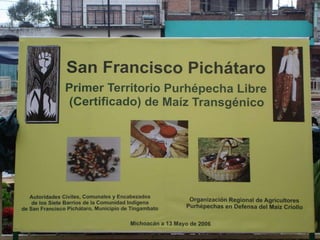 San Francisco Pichátaro
Primer Territorio Purhépecha Libre
(Certificado) de Maíz Transgénico
Autoridades Civiles, Comunales y Encabezados
de los Siete Barrios de la Comunidad Indígena
de San Francisco Pichátaro, Municipio de Tingambato
Organización Regional de Agricultores
Purhépechas en Defensa del Maíz Criollo
Michoacán a 13 Mayo de 2006